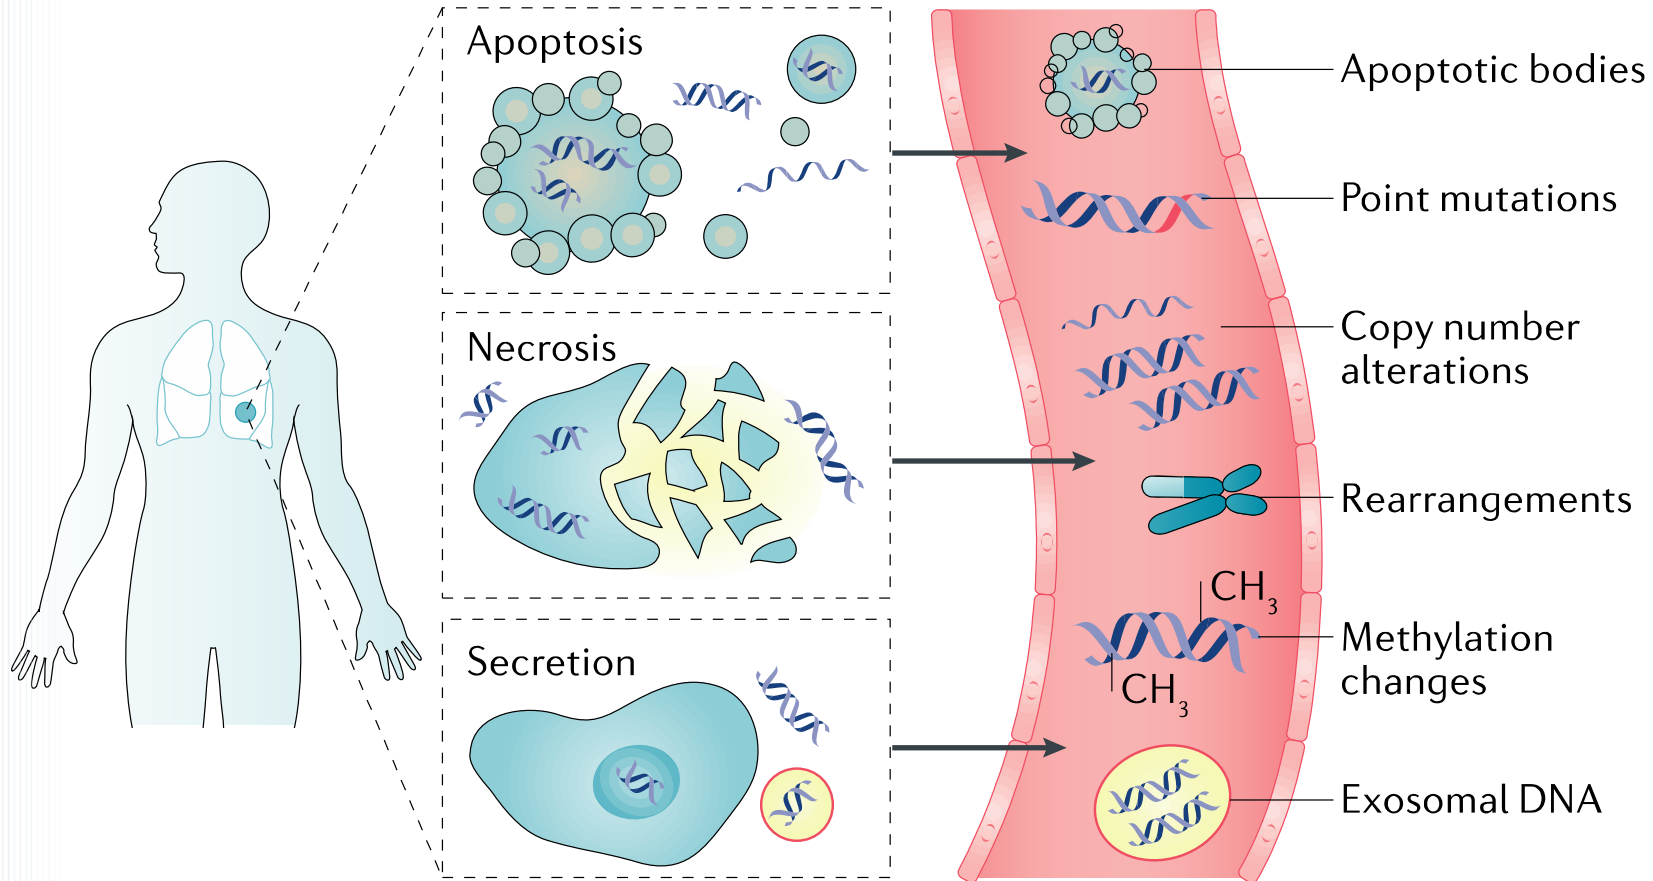 Apoptosis
Necrosis
Secretion
Apoptotic bodies
Point mutations
Copy number
alterations
Rearrangements
CH₃
CH₃
Methylation
changes
Exosomal DNA